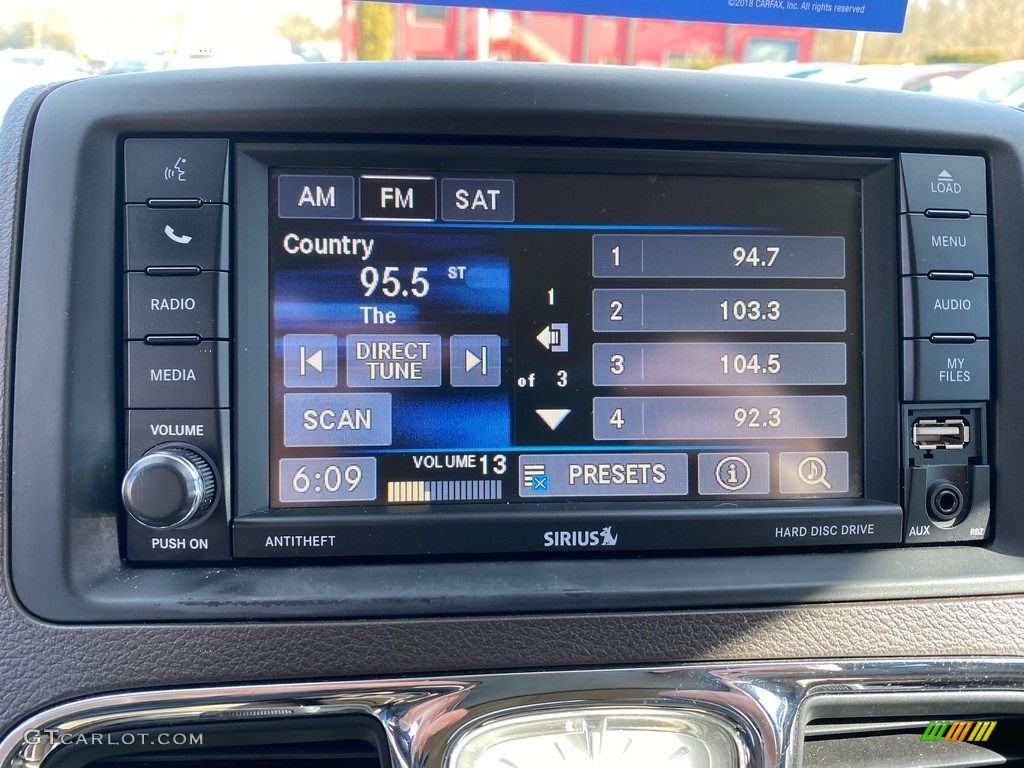 ©2018 CARFAX, Inc. All rights reserved
AM FM SAT
Country
95.5 ST
The
DIRECT
TUNE
SCAN
6:09
VOLUME 13
1
of 3
1 94.7
2 103.3
3 104.5
4 92.3
PRESETS
RADIO
MEDIA
VOLUME
PUSH ON
LOAD
MENU
AUDIO
MY
FILES
AUX RBZ
ANTITHEFT
SIRIUS
HARD DISC DRIVE
GTCARLOT.COM